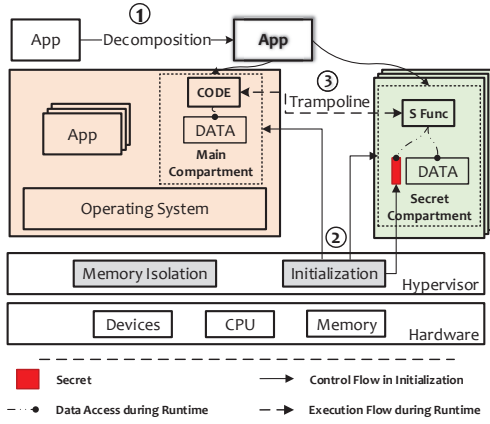 ①
App
Decomposition
App
CODE
③
Trampoline
S Func
App
DATA
DATA
Main
Compartment
Secret
Compartment
Operating System
②
Memory Isolation
Initialization
Hypervisor
Devices
CPU
Memory
Hardware
Secret
Control Flow in Initialization
Data Access during Runtime
Execution Flow during Runtime